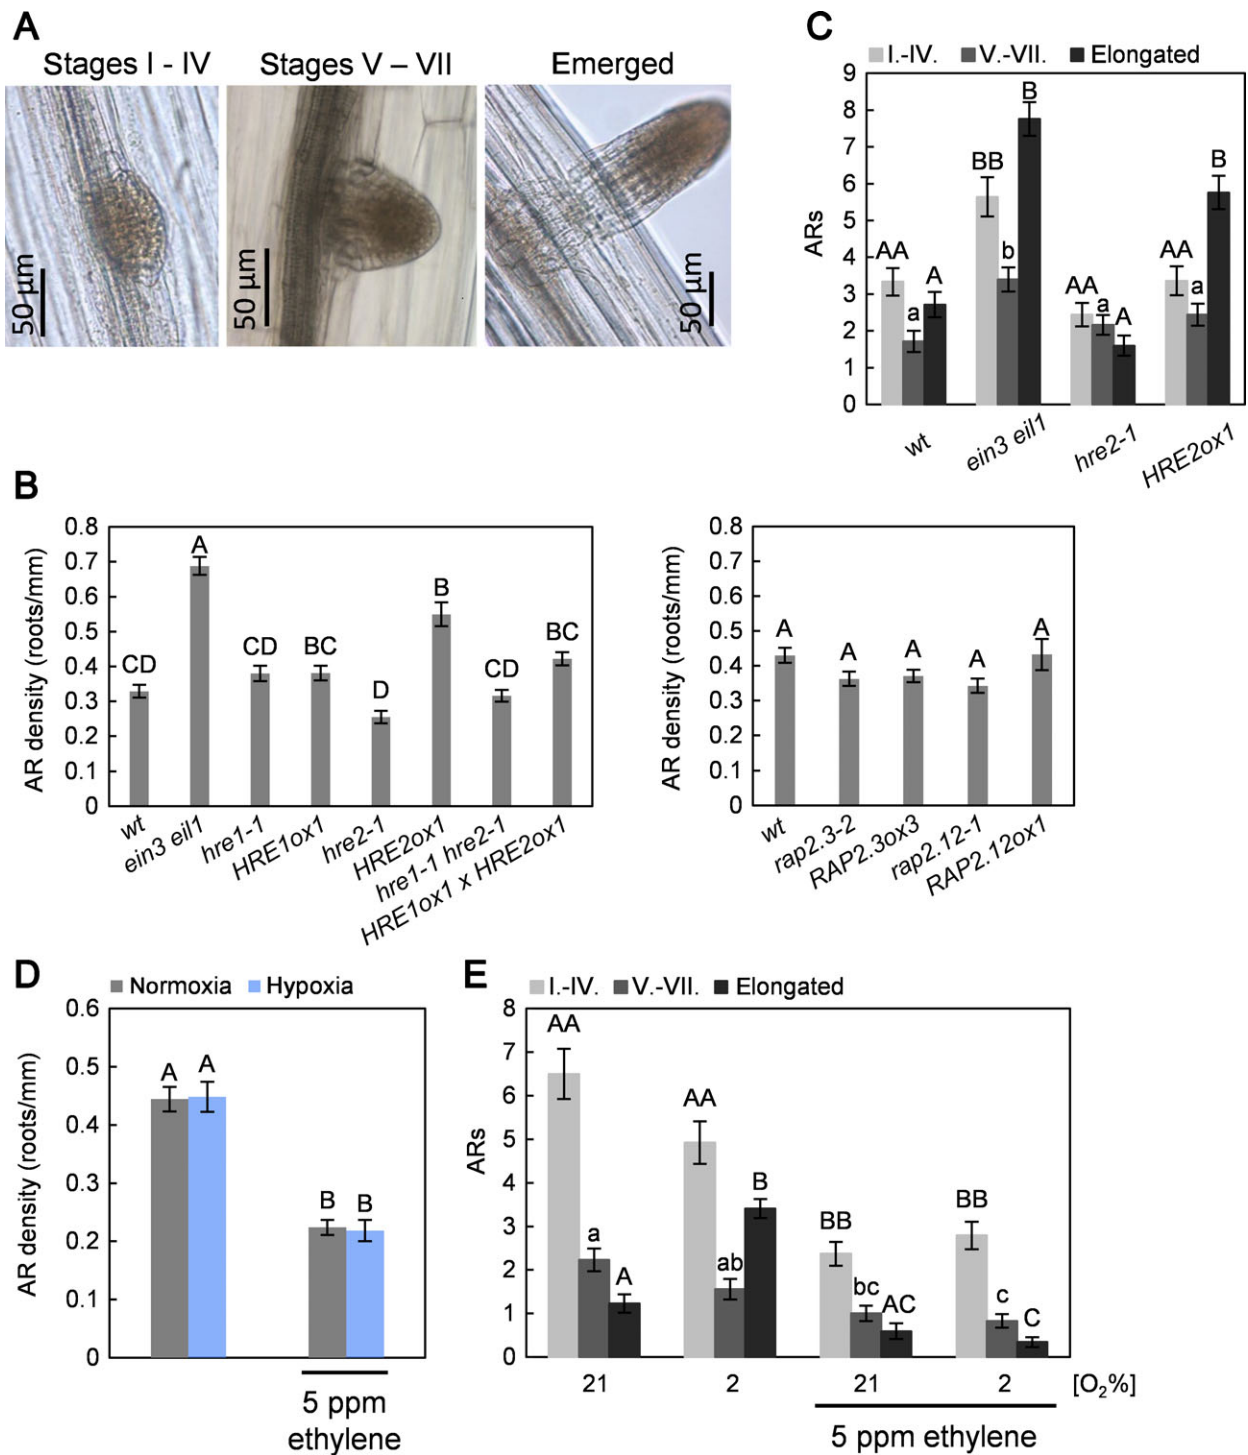 A
Stages I - IV
Stages V – VII
Emerged
50 µm
50 µm
50 µm
C
I.-IV. V.-VII. Elongated
9
8
7
6
5
4
3
2
1
0
ARs
AA a A
BB b B
AA a A
AA a B
wt
ein3 eil1
hre2-1
HRE2ox1
B
AR density (roots/mm)
0.8
0.7
0.6
0.5
0.4
0.3
0.2
0.1
0
CD A CD BC D B CD BC
wt
ein3 eil1
hre1-1
HRE1ox1
hre2-1
HRE2ox1
hre1-1 hre2-1
HRE1ox1 x HRE2ox1
AR density (roots/mm)
0.8
0.7
0.6
0.5
0.4
0.3
0.2
0.1
0
A A A A A
wt
rap2.3-2
RAP2.3ox3
rap2.12-1
RAP2.12ox1
D
Normoxia Hypoxia
AR density (roots/mm)
0.6
0.5
0.4
0.3
0.2
0.1
0
A A B B
5 ppm
ethylene
E
I.-IV. V.-VII. Elongated
ARs
8
7
6
5
4
3
2
1
0
AA a A
AA ab B
BB bc AC
BB c C
21 2 21 2 [O₂%]
5 ppm ethylene